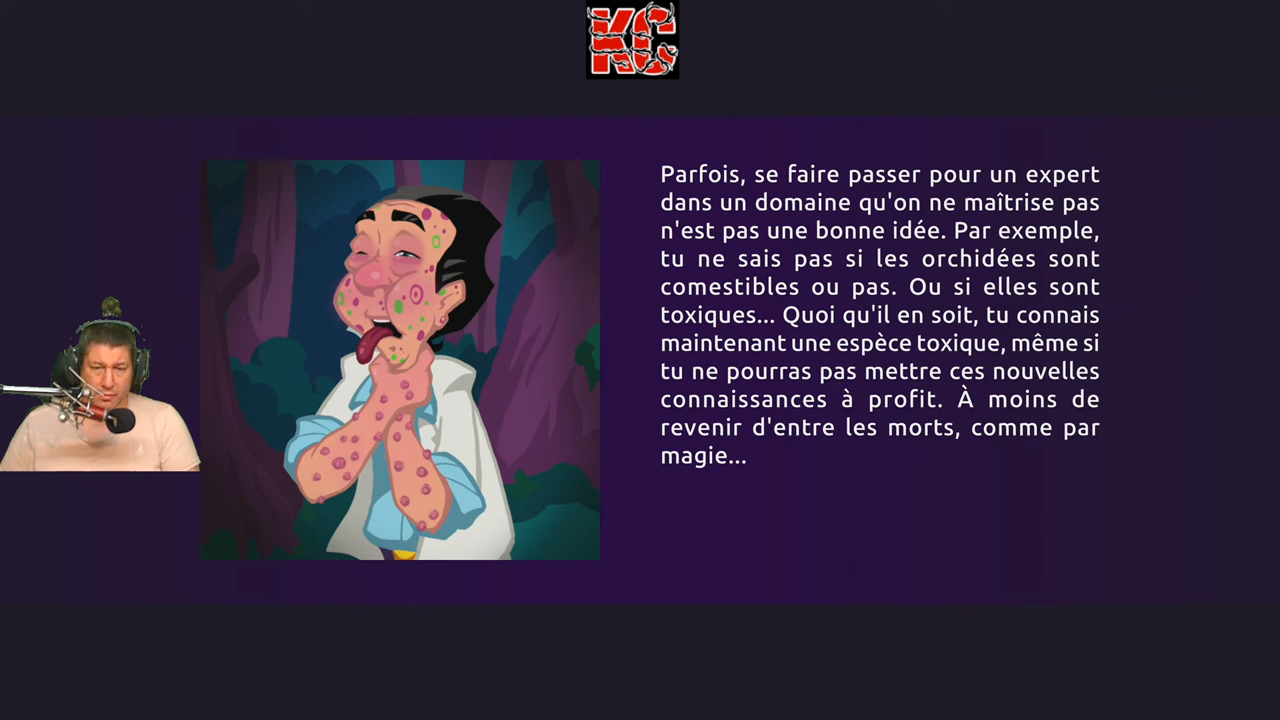 KC
Parfois, se faire passer pour un expert
dans un domaine qu'on ne maîtrise pas
n'est pas une bonne idée. Par exemple,
tu ne sais pas si les orchidées sont
comestibles ou pas. Ou si elles sont
toxiques... Quoi qu'il en soit, tu connais
maintenant une espèce toxique, même si
tu ne pourras pas mettre ces nouvelles
connaissances à profit. À moins de
revenir d'entre les morts, comme par
magie...